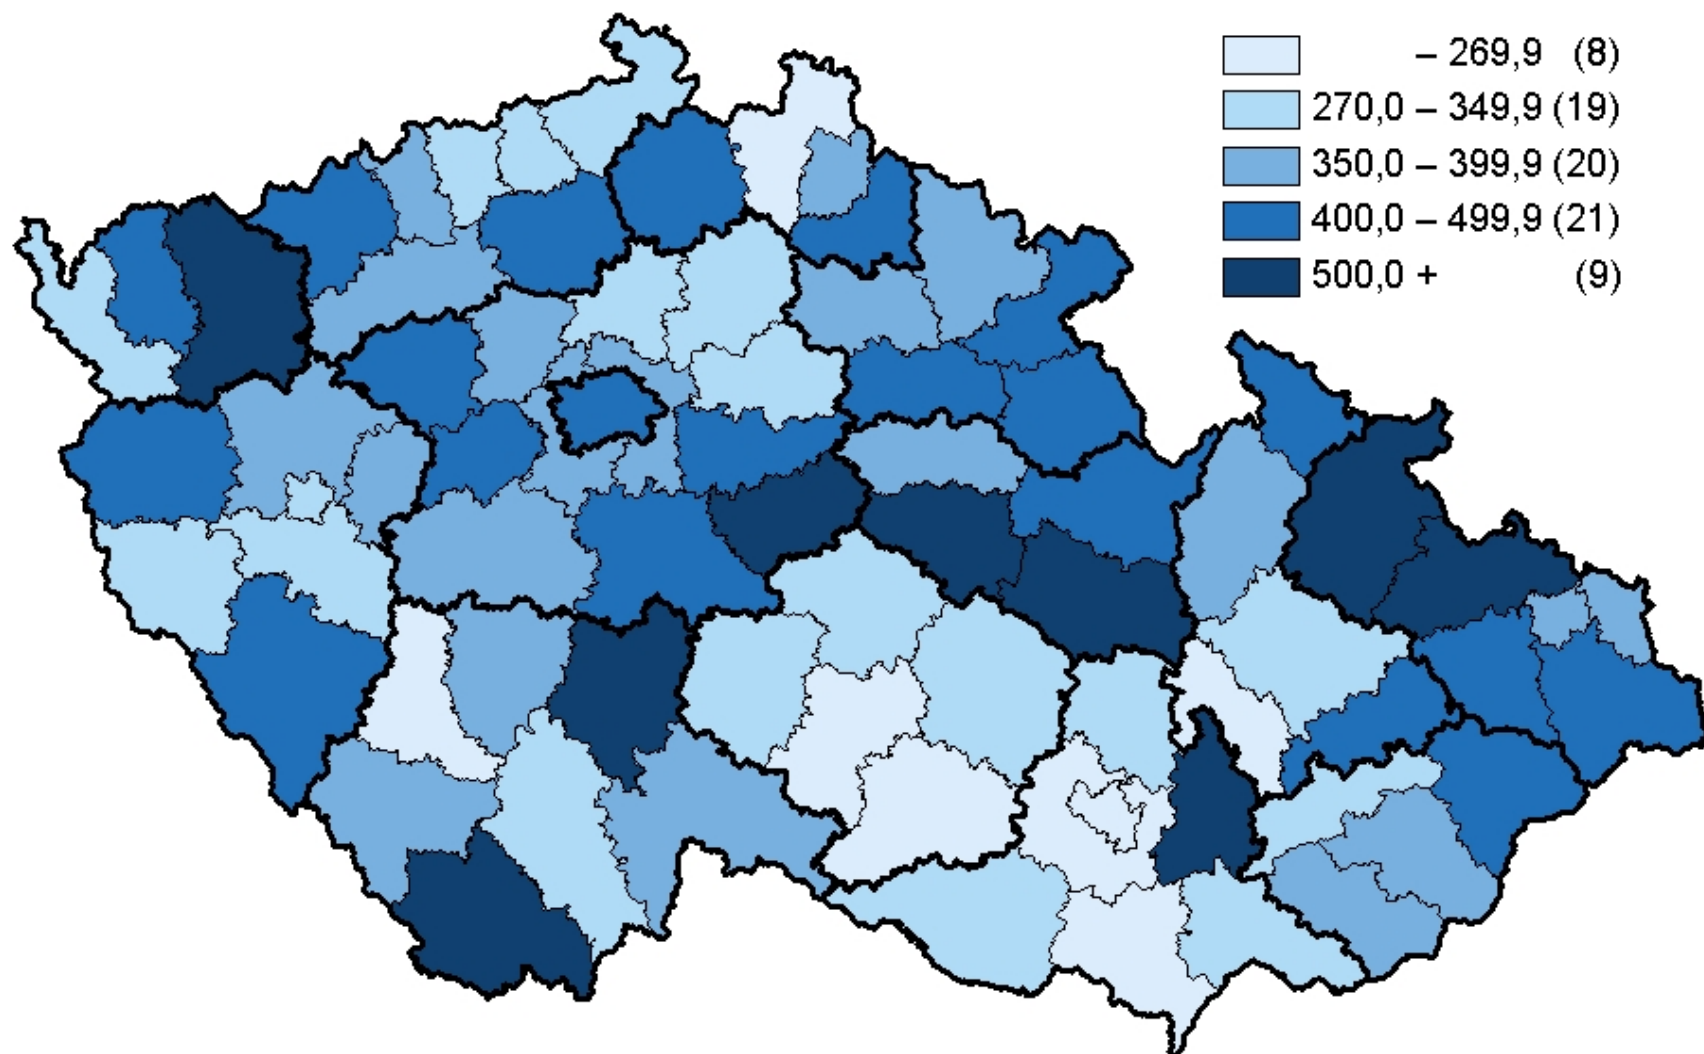 – 269,9 (8)
270,0 – 349,9 (19)
350,0 – 399,9 (20)
400,0 – 499,9 (21)
500,0 + (9)